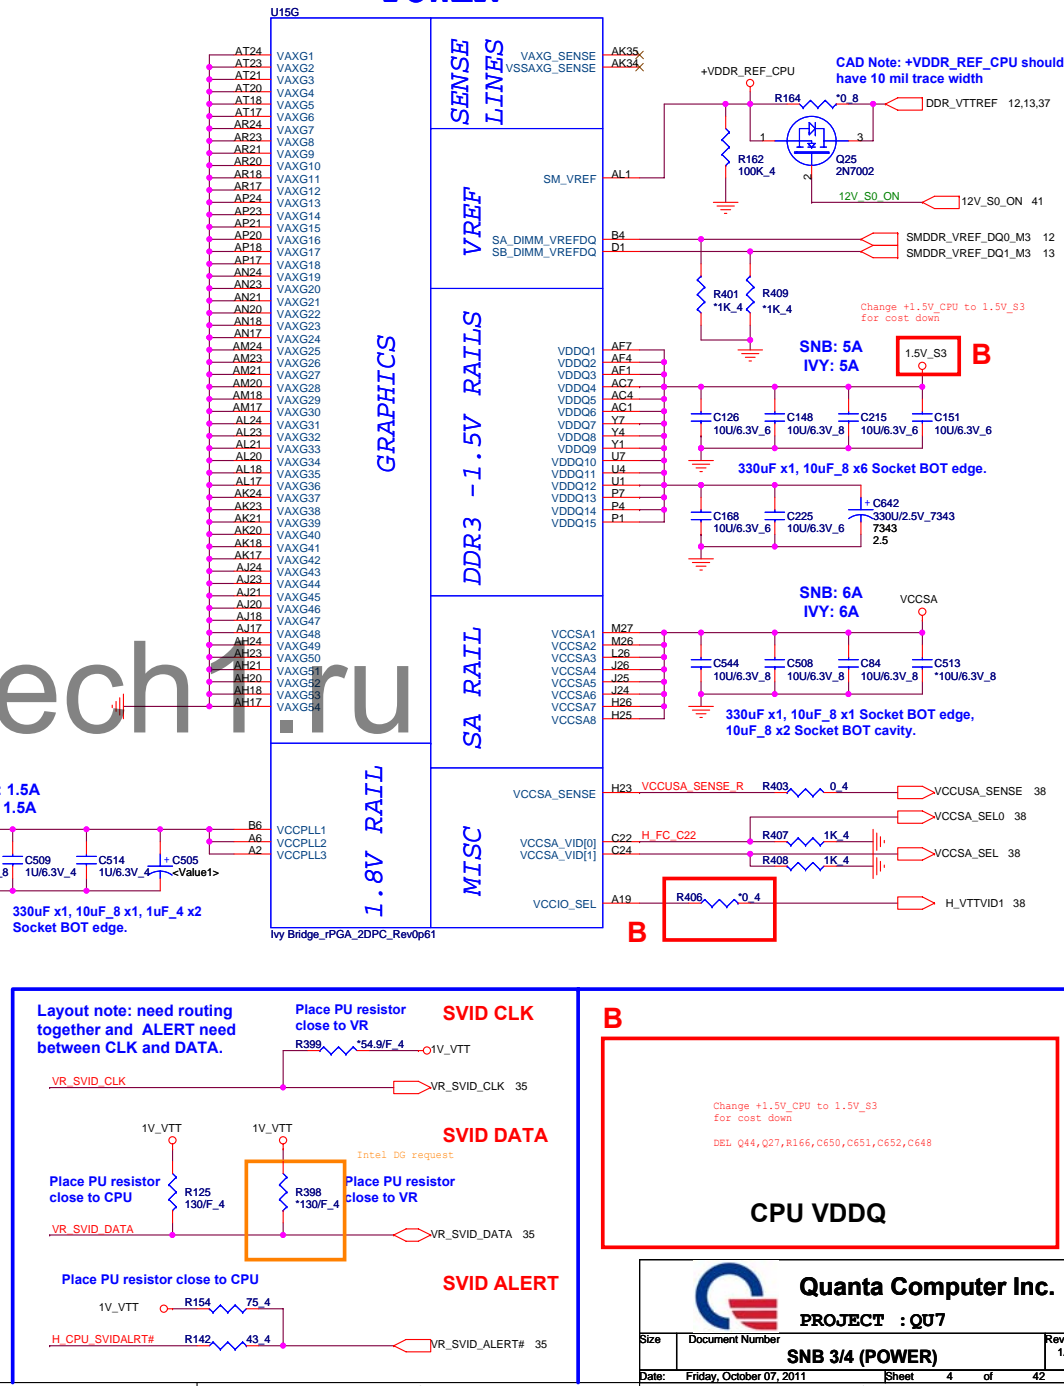 POWER
U15G
AT24 VAXG1
AT23 VAXG2
AT21 VAXG3
AT20 VAXG4
AT18 VAXG5
AT17 VAXG6
AR24 VAXG7
AR23 VAXG8
AR21 VAXG9
AR20 VAXG10
AR18 VAXG11
AR17 VAXG12
AP24 VAXG13
AP23 VAXG14
AP21 VAXG15
AP20 VAXG16
AP18 VAXG17
AP17 VAXG18
AN24 VAXG19
AN23 VAXG20
AN21 VAXG21
AN20 VAXG22
AN18 VAXG23
AN17 VAXG24
AM24 VAXG25
AM23 VAXG26
AM21 VAXG27
AM20 VAXG28
AM18 VAXG29
AM17 VAXG30
AL24 VAXG31
AL23 VAXG32
AL21 VAXG33
AL20 VAXG34
AL18 VAXG35
AL17 VAXG36
AK24 VAXG37
AK23 VAXG38
AK21 VAXG39
AK20 VAXG40
AK18 VAXG41
AK17 VAXG42
AJ24 VAXG43
AJ23 VAXG44
AJ21 VAXG45
AJ20 VAXG46
AJ18 VAXG47
AJ17 VAXG48
AH24 VAXG49
AH23 VAXG50
AH21 VAXG51
AH20 VAXG52
AH18 VAXG53
AH17 VAXG54
ech1.ru
GRAPHICS
SENSE LINES
VAXG_SENSE AK35
VSSAXG_SENSE AK34
VREF
SM_VREF AL1
SA_DIMM_VREFDQ B4
SB_DIMM_VREFDQ D1
DDR3 -1.5V RAILS
VDDQ1 AF7
VDDQ2 AF4
VDDQ3 AF1
VDDQ4 AC7
VDDQ5 AC4
VDDQ6 AC1
VDDQ7 Y7
VDDQ8 Y4
VDDQ9 Y1
VDDQ10 U7
VDDQ11 U4
VDDQ12 U1
VDDQ13 P7
VDDQ14 P4
VDDQ15 P1
SA RAIL
VCCSA1 M27
VCCSA2 M26
VCCSA3 L26
VCCSA4 J26
VCCSA5 J25
VCCSA6 J24
VCCSA7 H26
VCCSA8 H25
MISC
VCCSA_SENSE H23
VCCSA_VID[0] C22
VCCSA_VID[1] C24
VCCIO_SEL A19
1.8V RAIL
B6 VCCPLL1
A6 VCCPLL2
A2 VCCPLL3
Ivy Bridge_rPGA_2DPC_Rev0p61
: 1.5A
1.5A
_8
C509
1U/6.3V_4
C514
1U/6.3V_4
+ C505
<Value1>
330uF x1, 10uF_8 x1, 1uF_4 x2
Socket BOT edge.
+VDDR_REF_CPU
CAD Note: +VDDR_REF_CPU should
have 10 mil trace width
R164 *0_8
DDR_VTTREF 12,13,37
1 3
2
R162
100K_4
Q25
2N7002
12V_S0_ON
12V_S0_ON 41
SMDDR_VREF_DQ0_M3 12
SMDDR_VREF_DQ1_M3 13
R401
*1K_4
R409
*1K_4
Change +1.5V_CPU to 1.5V_S3
for cost down
SNB: 5A
IVY: 5A
1.5V_S3
B
C126
10U/6.3V_6
C148
10U/6.3V_8
C215
10U/6.3V_6
C151
10U/6.3V_6
330uF x1, 10uF_8 x6 Socket BOT edge.
C168
10U/6.3V_6
C225
10U/6.3V_6
+ C642
330U/2.5V_7343
7343
2.5
SNB: 6A
IVY: 6A
VCCSA
C544
10U/6.3V_8
C508
10U/6.3V_8
C84
10U/6.3V_8
C513
*10U/6.3V_8
330uF x1, 10uF_8 x1 Socket BOT edge,
10uF_8 x2 Socket BOT cavity.
VCCUSA_SENSE_R R403 0_4 VCCUSA_SENSE 38
VCCSA_SEL0 38
H_FC_C22 R407 1K_4
R408 1K_4 VCCSA_SEL 38
R406 *0_4 H_VTTVID1 38
B
Layout note: need routing
together and ALERT need
between CLK and DATA.
Place PU resistor
close to VR
SVID CLK
R399 *54.9/F_4 1V_VTT
VR_SVID_CLK
VR_SVID_CLK 35
1V_VTT 1V_VTT
SVID DATA
Intel DG request
Place PU resistor
close to CPU
R125
130/F_4
R398
*130/F_4
Place PU resistor
close to VR
VR_SVID_DATA
VR_SVID_DATA 35
Place PU resistor close to CPU
SVID ALERT
1V_VTT R154 75_4
H_CPU_SVIDALRT# R142 43_4 VR_SVID_ALERT# 35
B
Change +1.5V_CPU to 1.5V_S3
for cost down
DEL Q44,Q27,R166,C650,C651,C652,C648
CPU VDDQ
Quanta Computer Inc.
PROJECT : QU7
Size Document Number Rev
SNB 3/4 (POWER)
Date: Friday, October 07, 2011 Sheet 4 of 42